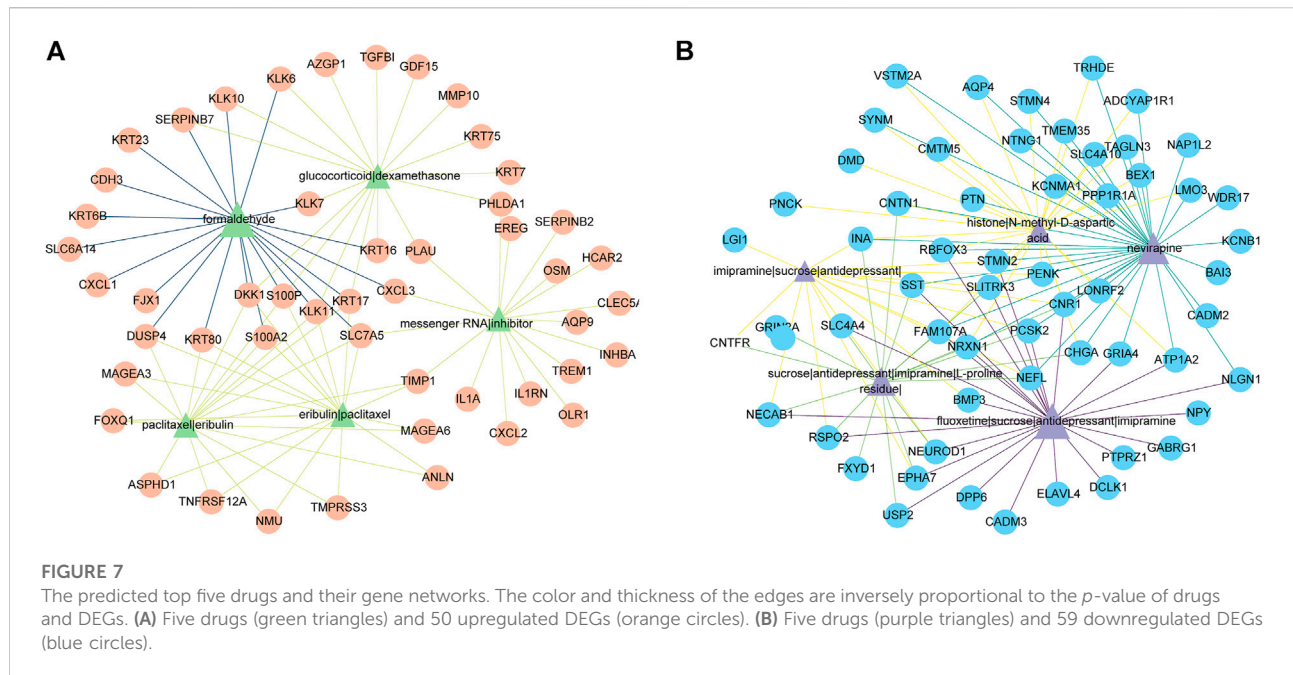 A
TGFBI
AZGP1
GDF15
KLK6
MMP10
KLK10
SERPINB7
KRT75
KRT23
glucocorticoid|dexamethasone
KRT7
CDH3
KLK7
PHLDA1
KRT6B
formaldehyde
EREG
SERPINB2
SLC6A14
KRT16
PLAU
HCAR2
OSM
CXCL1
CXCL3
CLEC5A
FJX1
DKK1
S100P
KRT17
KLK11
messenger RNA|inhibitor
AQP9
DUSP4
KRT80
S100A2
SLC7A5
INHBA
MAGEA3
TIMP1
TREM1
IL1A
IL1RN
OLR1
FOXQ1
eribulin|paclitaxel
paclitaxel|eribulin
MAGEA6
CXCL2
ANLN
ASPHD1
TNFRSF12A
TMPRSS3
NMU
B
VSTM2A
TRHDE
AQP4
STMN4
ADCYAP1R1
SYNM
NTNG1
TMEM35
CMTM5
SLC4A10
TAGLN3
NAP1L2
DMD
BEX1
KCNMA1
LMO3
PNCK
PTN
PPP1R1A
WDR17
CNTN1
histone|N-methyl-D-aspartic
acid
LGI1
INA
RBFOX3
nevirapine
KCNB1
imipramine|sucrose|antidepressant|
STMN2
BAI3
SST
PENK
SLITRK3
LONRF2
CADM2
CNR1
GRIN2A
SLC4A4
FAM107A
PCSK2
CNTFR
NRXN1
CHGA
GRIA4
ATP1A2
sucrose|antidepressant|imipramine|L-proline
residue|
NEFL
NLGN1
NECAB1
BMP3
NPY
fluoxetine|sucrose|antidepressant|imipramine
RSPO2
NEUROD1
GABRG1
FXYD1
PTPRZ1
EPHA7
DCLK1
DPP6
ELAVL4
USP2
CADM3
FIGURE 7
The predicted top five drugs and their gene networks. The color and thickness of the edges are inversely proportional to the p-value of drugs
and DEGs. (A) Five drugs (green triangles) and 50 upregulated DEGs (orange circles). (B) Five drugs (purple triangles) and 59 downregulated DEGs
(blue circles).